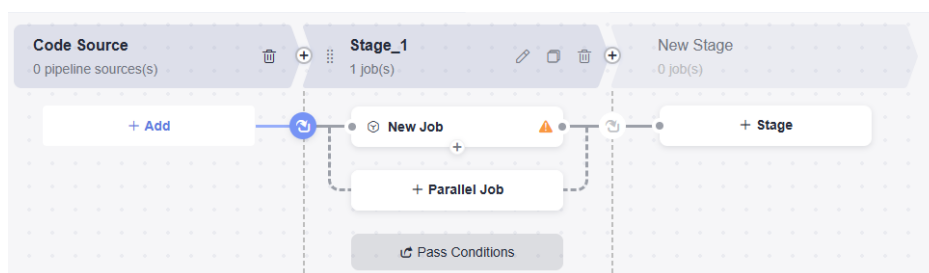 Code Source
0 pipeline sources(s)
Stage_1
1 job(s)
New Stage
0 job(s)
+ Add
New Job
+ Parallel Job
Pass Conditions
+ Stage